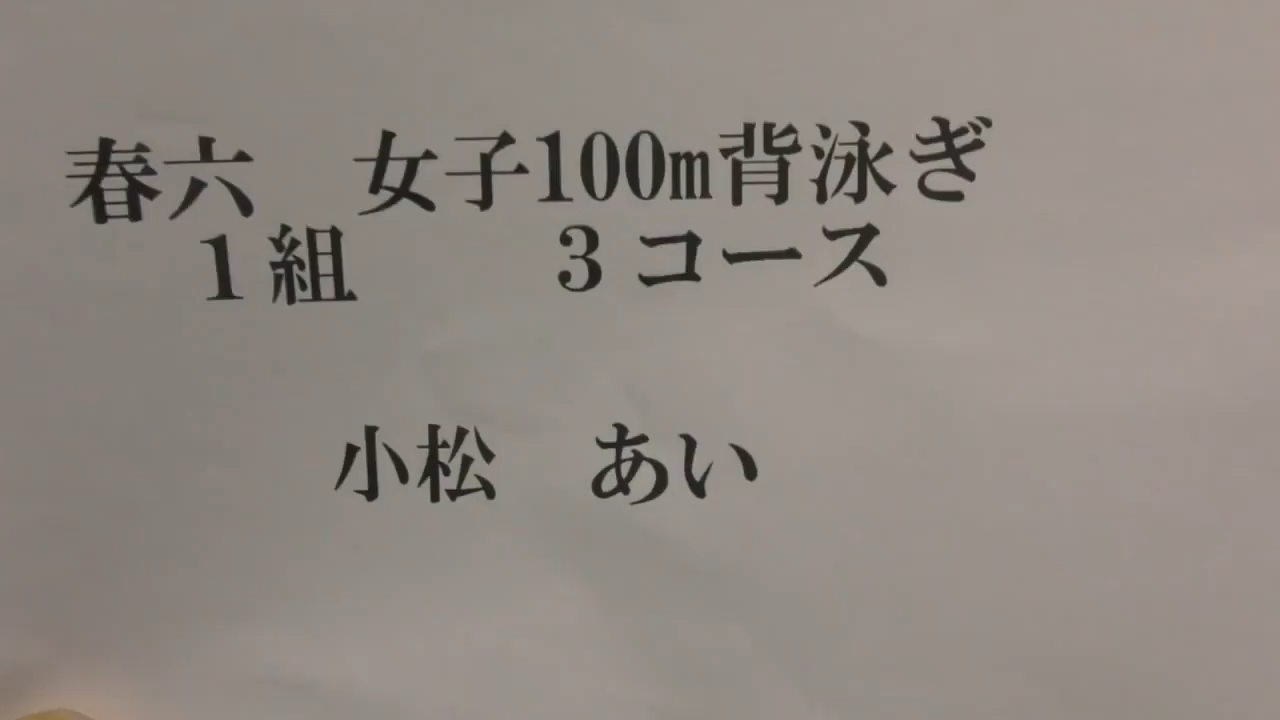 春六　女子100m背泳ぎ
１組　　３コース
小松　あい